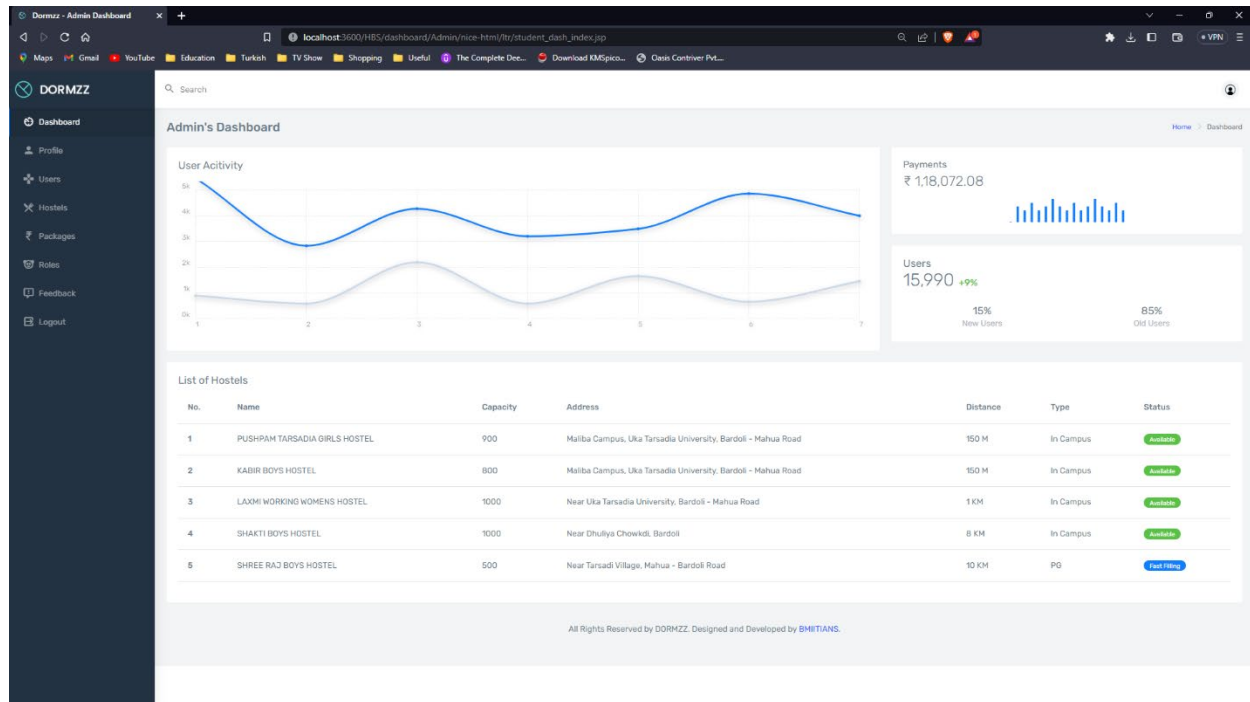 Dormzz - Admin Dashboard
localhost:3600/HBS/dashboard/Admin/nice-html/ltr/student_dash_index.jsp
VPN
Maps Gmail YouTube Education Turkish TV Show Shopping Useful The Complete Dee... Download KMSpico... Oasis Contriver Pvt....
DORMZZ
Search
Dashboard
Profile
Users
Hostels
Packages
Roles
Feedback
Logout
Admin's Dashboard
Home > Dashboard
User Acitivity
5k
4k
3k
2k
1k
0k
1 2 3 4 5 6 7
Payments
₹ 1,18,072.08
Users
15,990 +9%
15% 85%
New Users Old Users
List of Hostels
No. Name Capacity Address Distance Type Status
1 PUSHPAM TARSADIA GIRLS HOSTEL 900 Maliba Campus, Uka Tarsadia University, Bardoli - Mahua Road 150 M In Campus Available
2 KABIR BOYS HOSTEL 800 Maliba Campus, Uka Tarsadia University, Bardoli - Mahua Road 150 M In Campus Available
3 LAXMI WORKING WOMENS HOSTEL 1000 Near Uka Tarsadia University, Bardoli - Mahua Road 1 KM In Campus Available
4 SHAKTI BOYS HOSTEL 1000 Near Dhuliya Chowkdi, Bardoli 8 KM In Campus Available
5 SHREE RAJ BOYS HOSTEL 500 Near Tarsadi Village, Mahua - Bardoli Road 10 KM PG Fast Filling
All Rights Reserved by DORMZZ. Designed and Developed by BMIITIANS.